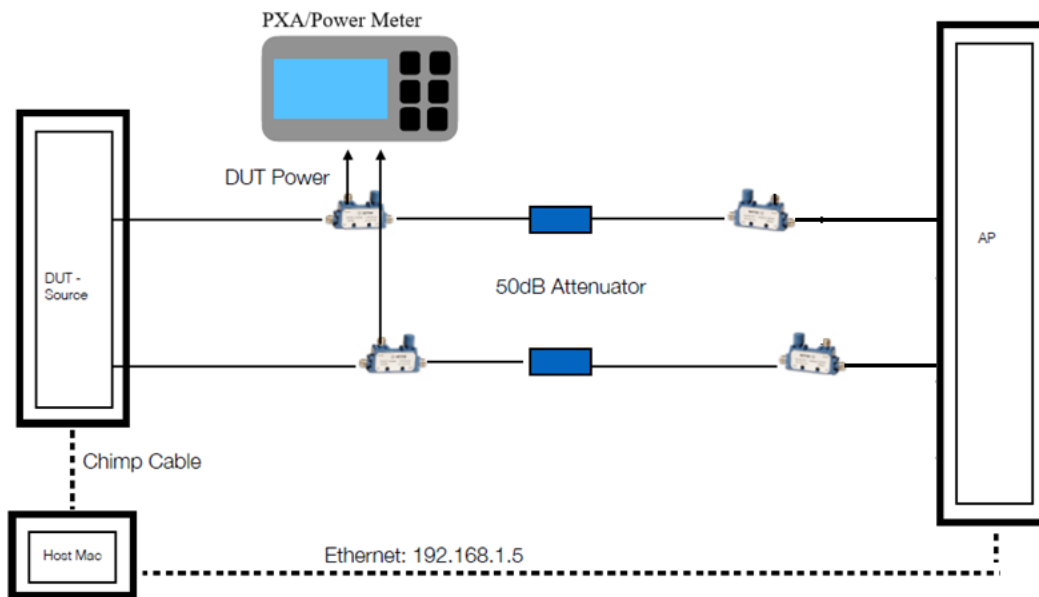 PXA/Power Meter
DUT Power
DUT -
Source
AP
50dB Attenuator
Chimp Cable
Host Mac
Ethernet: 192.168.1.5